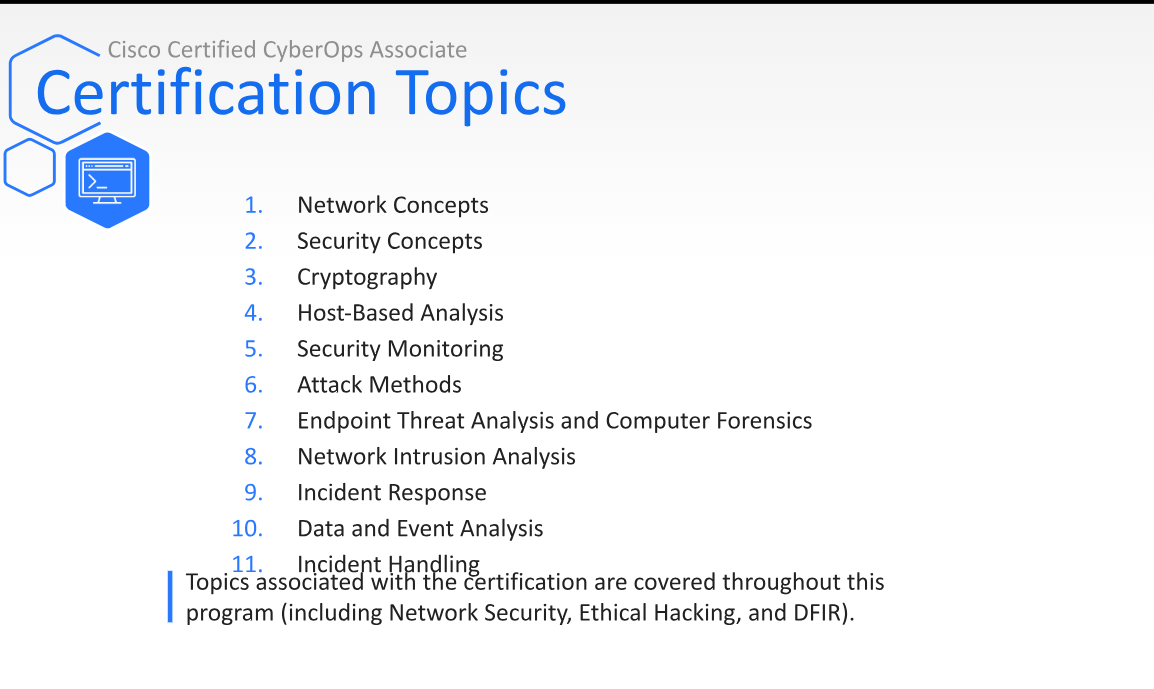 Cisco Certified CyberOps Associate
Certification Topics
1. Network Concepts
2. Security Concepts
3. Cryptography
4. Host-Based Analysis
5. Security Monitoring
6. Attack Methods
7. Endpoint Threat Analysis and Computer Forensics
8. Network Intrusion Analysis
9. Incident Response
10. Data and Event Analysis
11. Incident Handling
Topics associated with the certification are covered throughout this
program (including Network Security, Ethical Hacking, and DFIR).